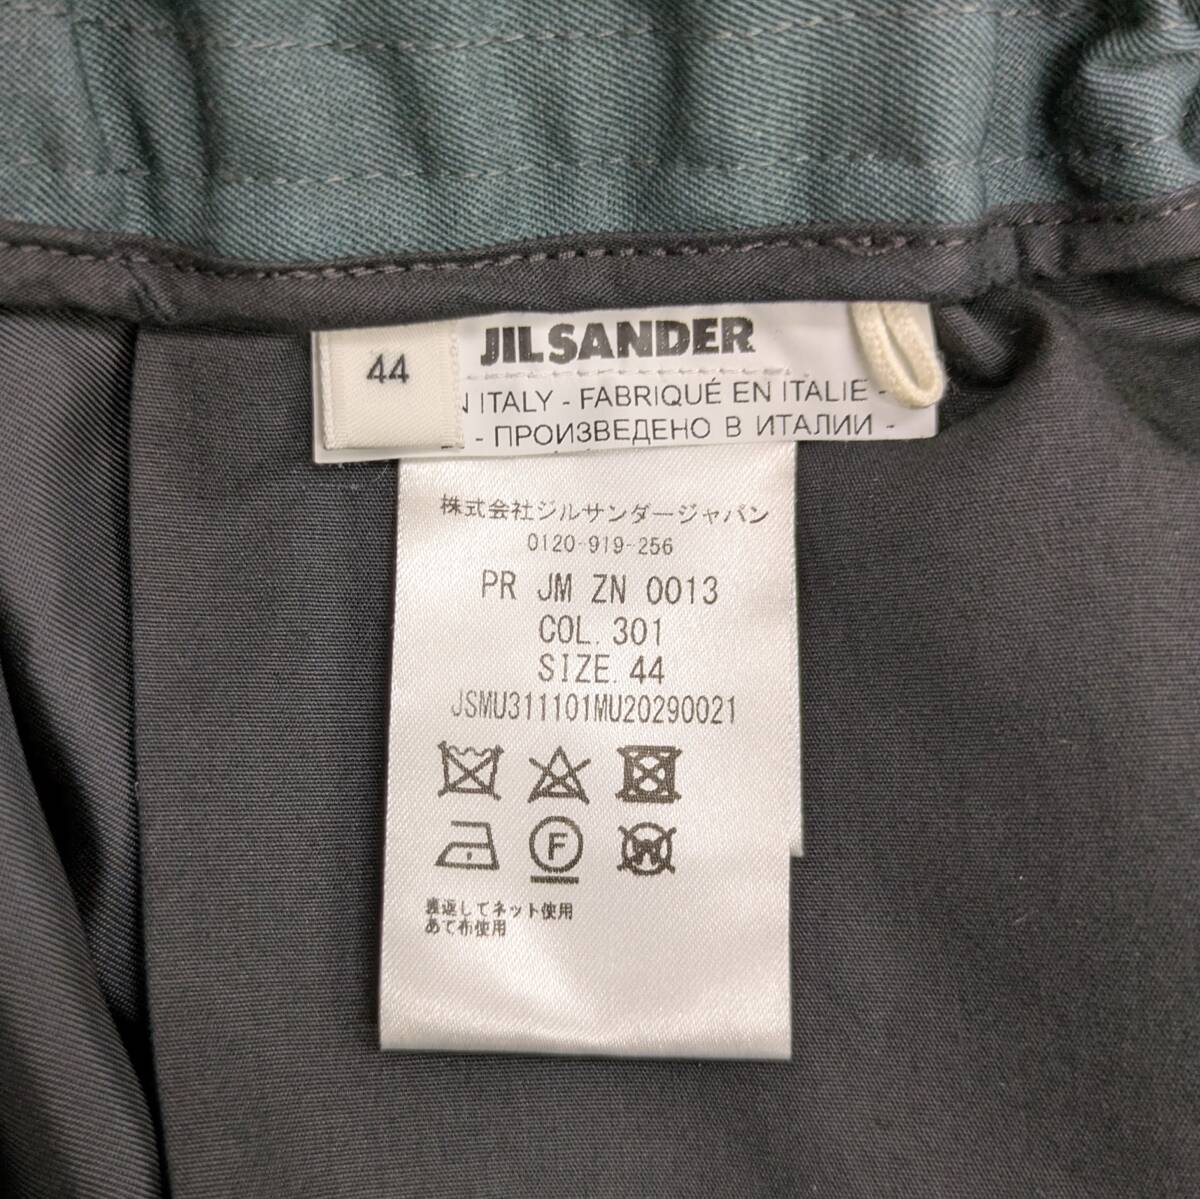 44
JIL SANDER
ITALY - FABRIQUÉ EN ITALIE -
- ПРОИЗВЕДЕНО В ИТАЛИИ -
株式会社ジルサンダージャパン
0120-919-256
PR JM ZN 0013
COL. 301
SIZE. 44
JSMU311101MU20290021
F
W
裏返してネット使用
あて布使用